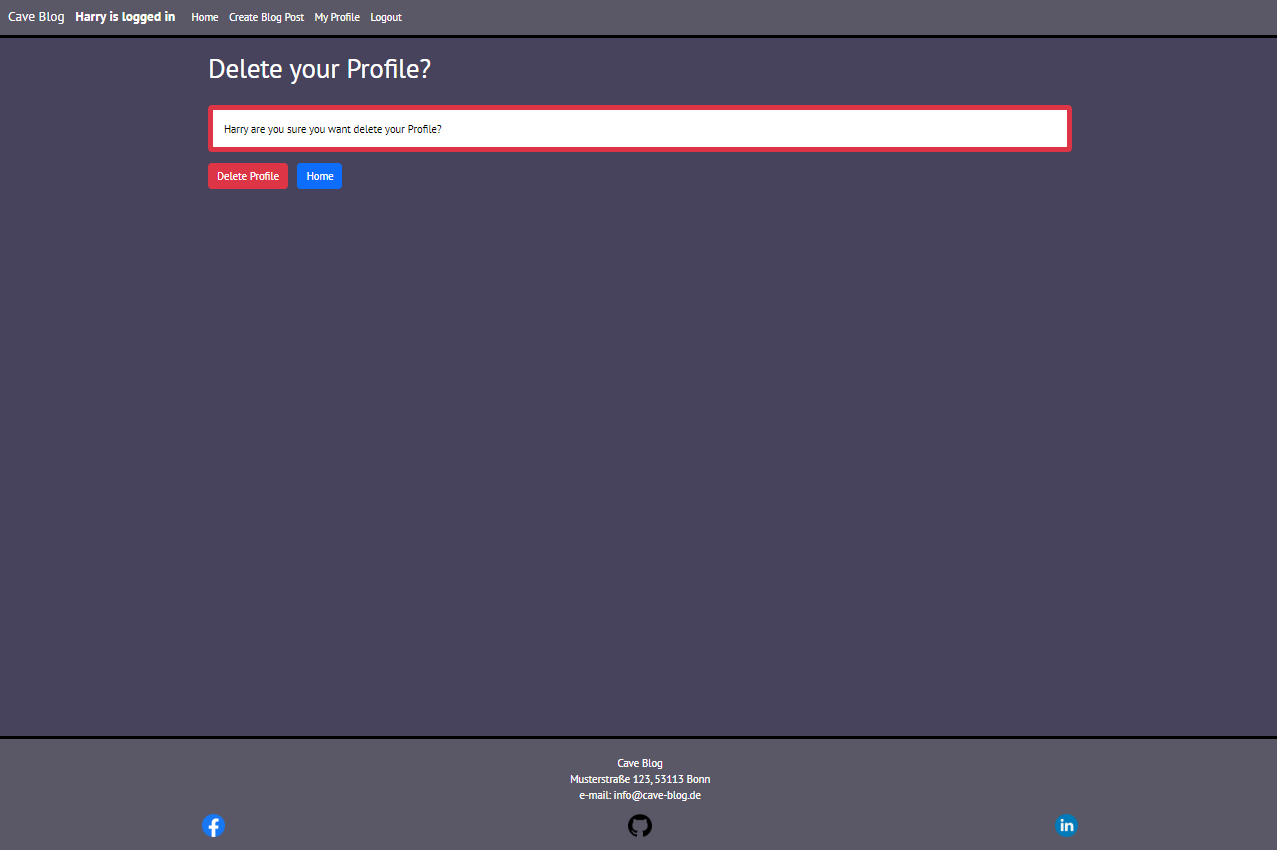 Cave Blog Harry is logged in Home Create Blog Post My Profile Logout
Delete your Profile?
Harry are you sure you want delete your Profile?
Delete Profile Home
Cave Blog
Musterstraße 123, 53113 Bonn
e-mail: info@cave-blog.de
f in